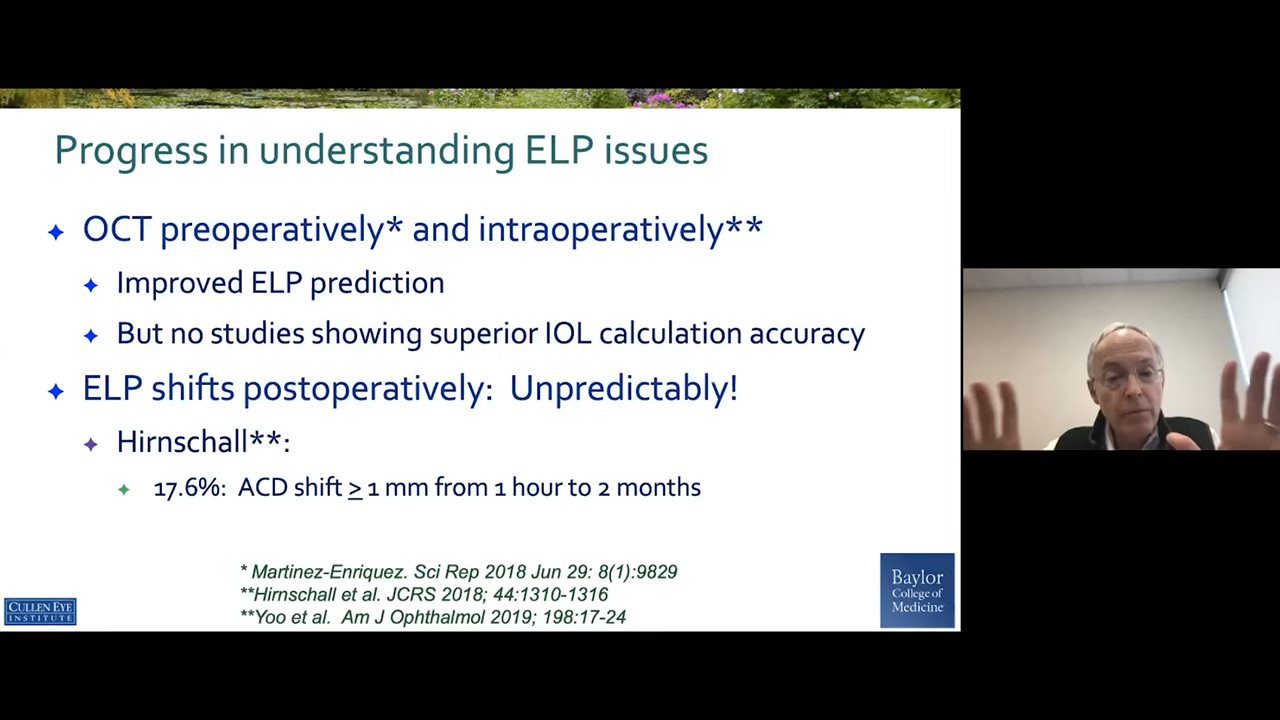 Progress in understanding ELP issues
OCT preoperatively* and intraoperatively**
Improved ELP prediction
But no studies showing superior IOL calculation accuracy
ELP shifts postoperatively: Unpredictably!
Hirnschall**:
17.6%: ACD shift ≥ 1 mm from 1 hour to 2 months
* Martinez-Enriquez. Sci Rep 2018 Jun 29: 8(1):9829
**Hirnschall et al. JCRS 2018; 44:1310-1316
**Yoo et al. Am J Ophthalmol 2019; 198:17-24
CULLEN EYE
INSTITUTE
Baylor
College of
Medicine